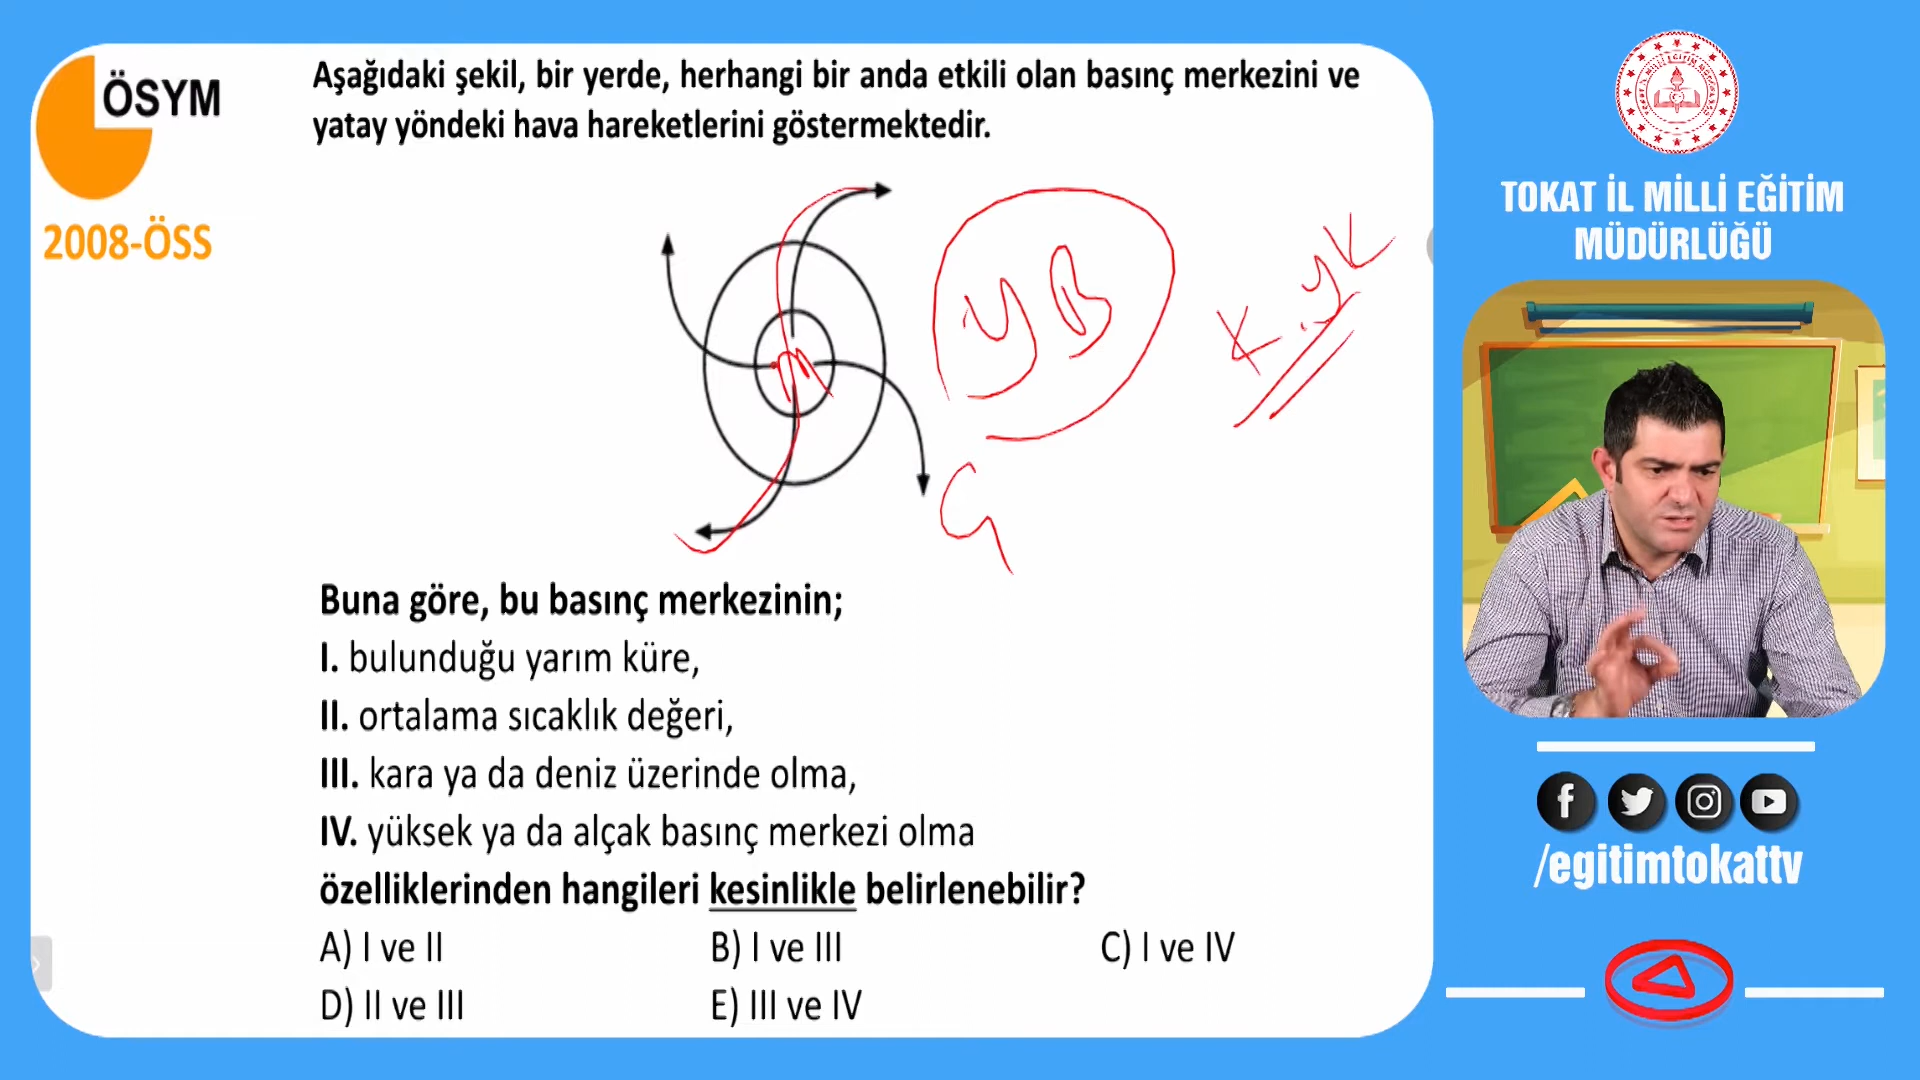 ÖSYM
2008-ÖSS
Aşağıdaki şekil, bir yerde, herhangi bir anda etkili olan basınç merkezini ve
yatay yöndeki hava hareketlerini göstermektedir.
YB
K.YK
G
Buna göre, bu basınç merkezinin;
I. bulunduğu yarım küre,
II. ortalama sıcaklık değeri,
III. kara ya da deniz üzerinde olma,
IV. yüksek ya da alçak basınç merkezi olma
özelliklerinden hangileri kesinlikle belirlenebilir?
A) I ve II
B) I ve III
C) I ve IV
D) II ve III
E) III ve IV
TOKAT İL MİLLİ EĞİTİM
MÜDÜRLÜĞÜ
/egitimtokattv